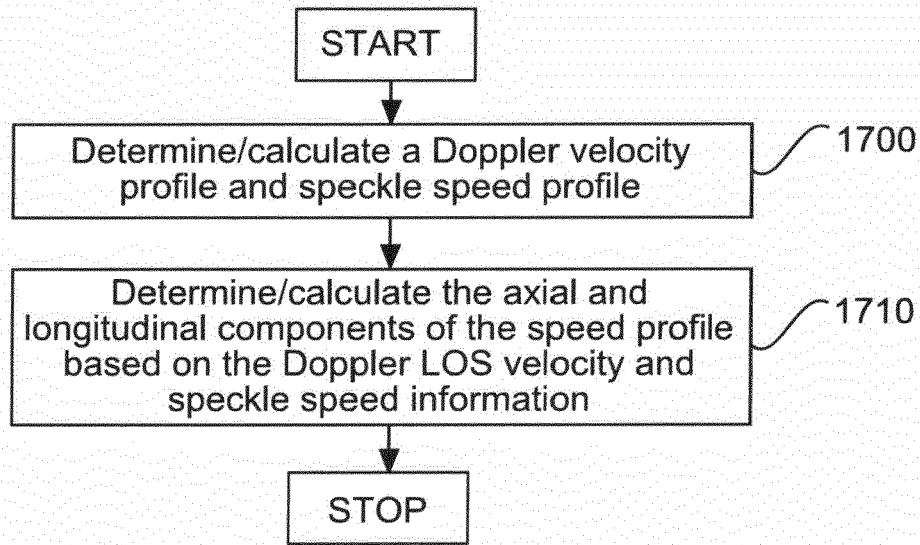 START
Determine/calculate a Doppler velocity
profile and speckle speed profile
1700
Determine/calculate the axial and
longitudinal components of the speed profile
based on the Doppler LOS velocity and
speckle speed information
1710
STOP